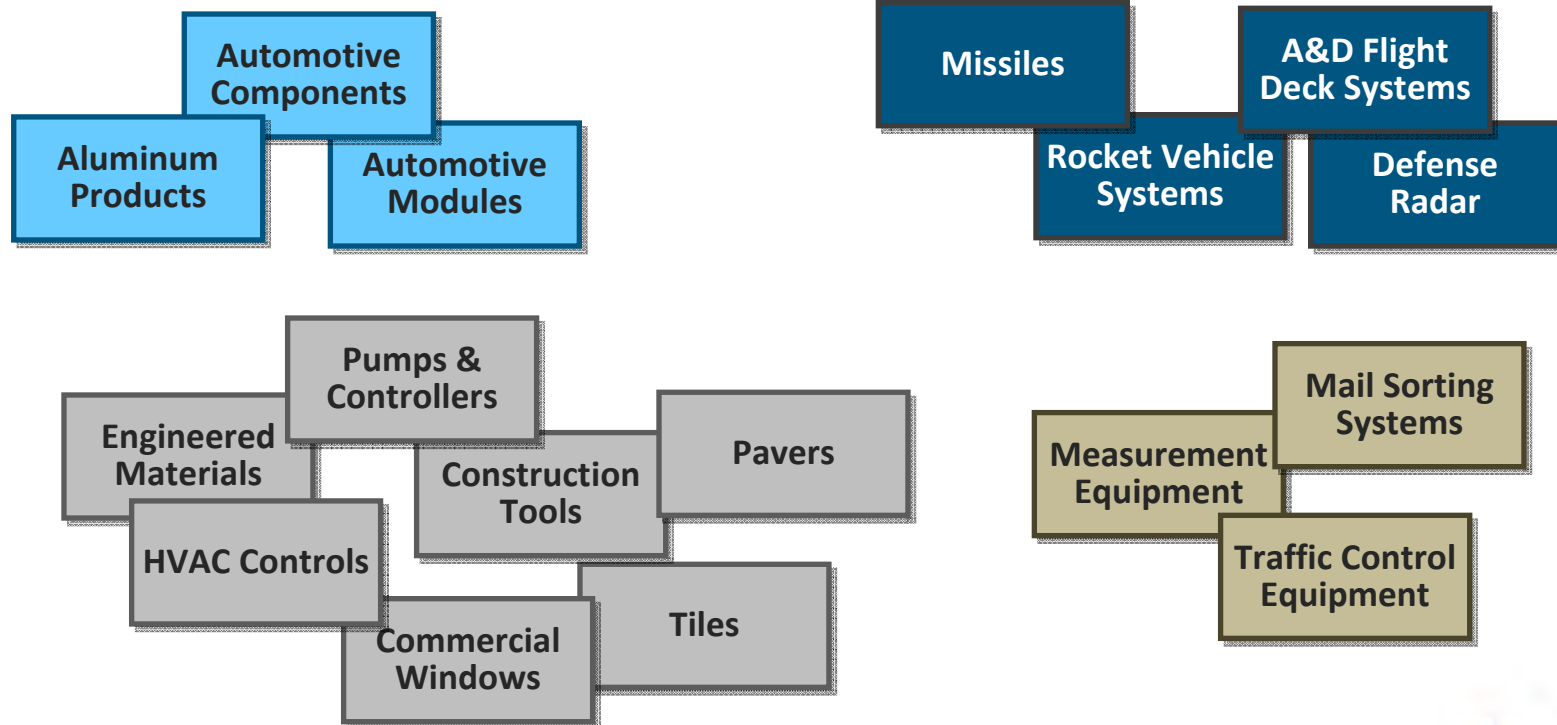 Automotive
Components
Aluminum
Products
Automotive
Modules
Missiles
A&D Flight
Deck Systems
Rocket Vehicle
Systems
Defense
Radar
Pumps &
Controllers
Engineered
Materials
Construction
Tools
Pavers
HVAC Controls
Commercial
Windows
Tiles
Mail Sorting
Systems
Measurement
Equipment
Traffic Control
Equipment